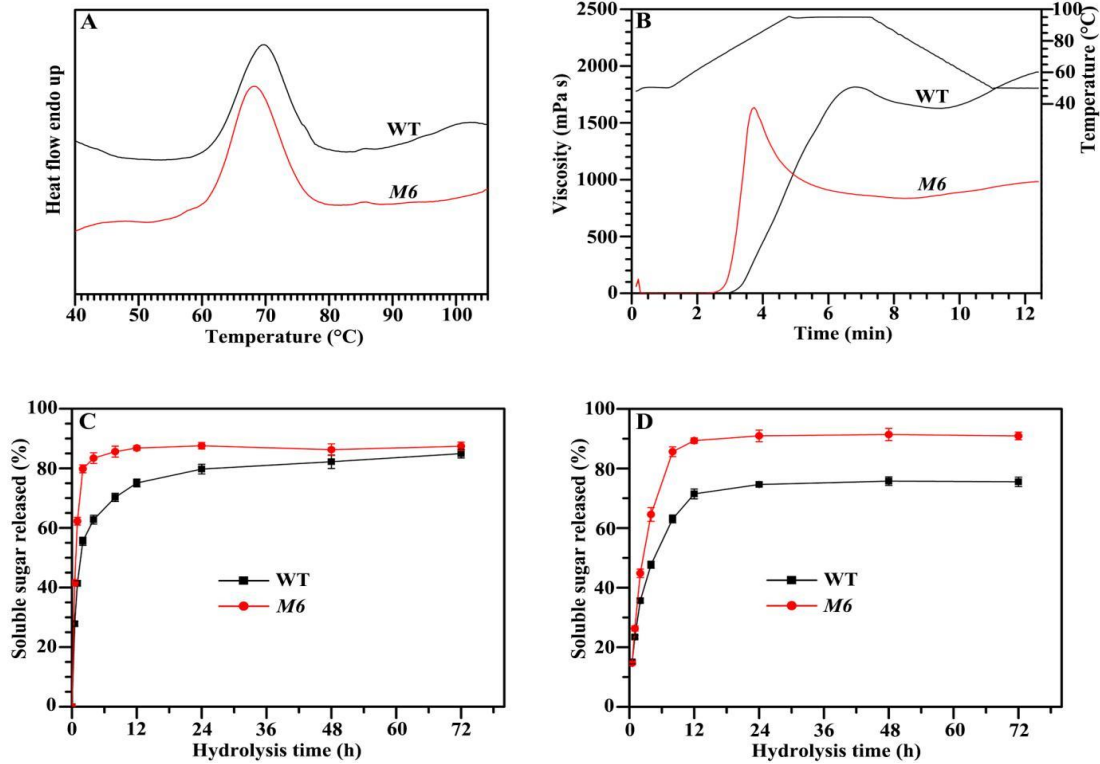 A
WT
M6
Heat flow endo up
40 50 60 70 80 90 100
Temperature (°C)
B
WT
M6
Viscosity (mPa s)
2500
2000
1500
1000
500
0
0 2 4 6 8 10 12
Time (min)
100
80
60
40
Temperature (°C)
C
WT
M6
Soluble sugar released (%)
100
80
60
40
20
0
0 12 24 36 48 60 72
Hydrolysis time (h)
D
WT
M6
Soluble sugar released (%)
100
80
60
40
20
0
0 12 24 36 48 60 72
Hydrolysis time (h)